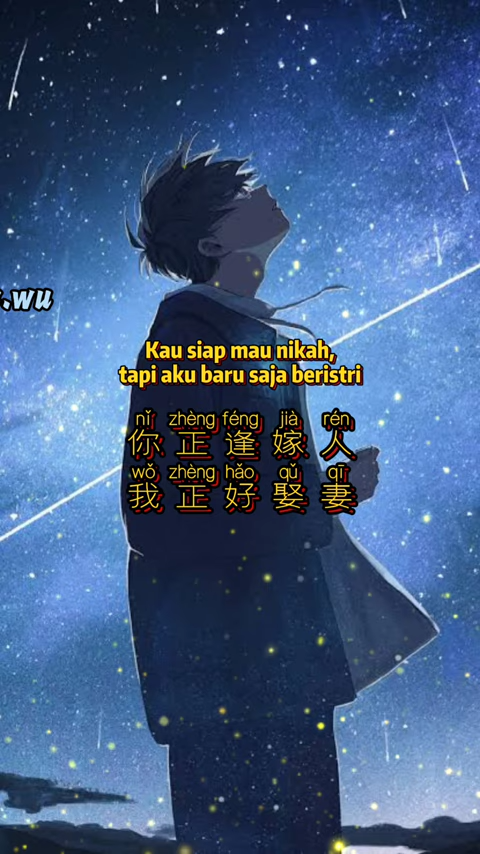 .wu
Kau siap mau nikah,
tapi aku baru saja beristri
nǐ zhèng féng jià rén
你 正 逢 嫁 人
wǒ zhèng hǎo qǔ qī
我 正 好 娶 妻